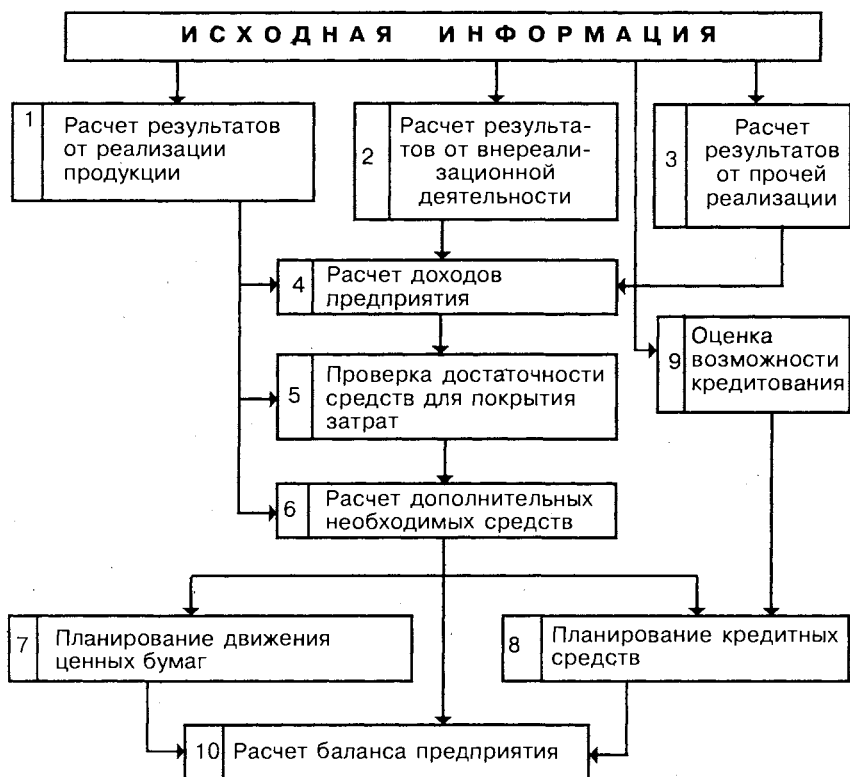 ИСХОДНАЯ ИНФОРМАЦИЯ
1
Расчет результатов
от реализации
продукции
2
Расчет результа-
тов от внереали-
зационной
деятельности
3
Расчет
результатов
от прочей
реализации
4
Расчет доходов
предприятия
5
Проверка достаточности
средств для покрытия
затрат
9
Оценка
возможности
кредитования
6
Расчет дополнительных
необходимых средств
7
Планирование движения
ценных бумаг
8
Планирование кредитных
средств
10
Расчет баланса предприятия